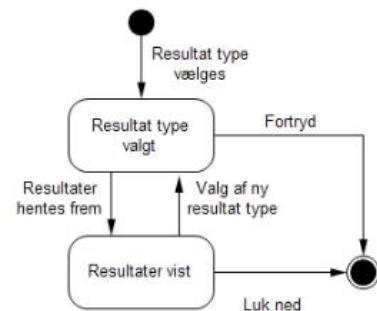 Resultat type
vælges
Resultat type
valgt
Fortryd
Resultater
hentes frem
Valg af ny
resultat type
Resultater vist
Luk ned